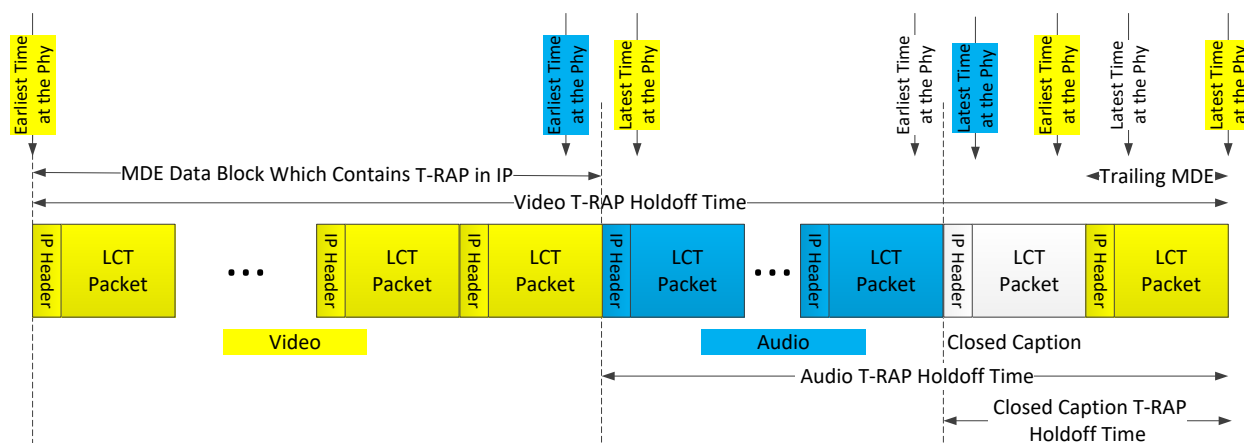 Earliest Time
at the Phy
Earliest Time
at the Phy
Latest Time
at the Phy
Earliest Time
at the Phy
Latest Time
at the Phy
Earliest Time
at the Phy
Latest Time
at the Phy
Latest Time
at the Phy
MDE Data Block Which Contains T-RAP in IP
Trailing MDE
Video T-RAP Holdoff Time
IP Header
LCT
Packet
...
IP Header
LCT
Packet
IP Header
LCT
Packet
IP Header
LCT
Packet
...
IP Header
LCT
Packet
IP Header
LCT
Packet
IP Header
LCT
Packet
Video
Audio
Closed Caption
Audio T-RAP Holdoff Time
Closed Caption T-RAP
Holdoff Time